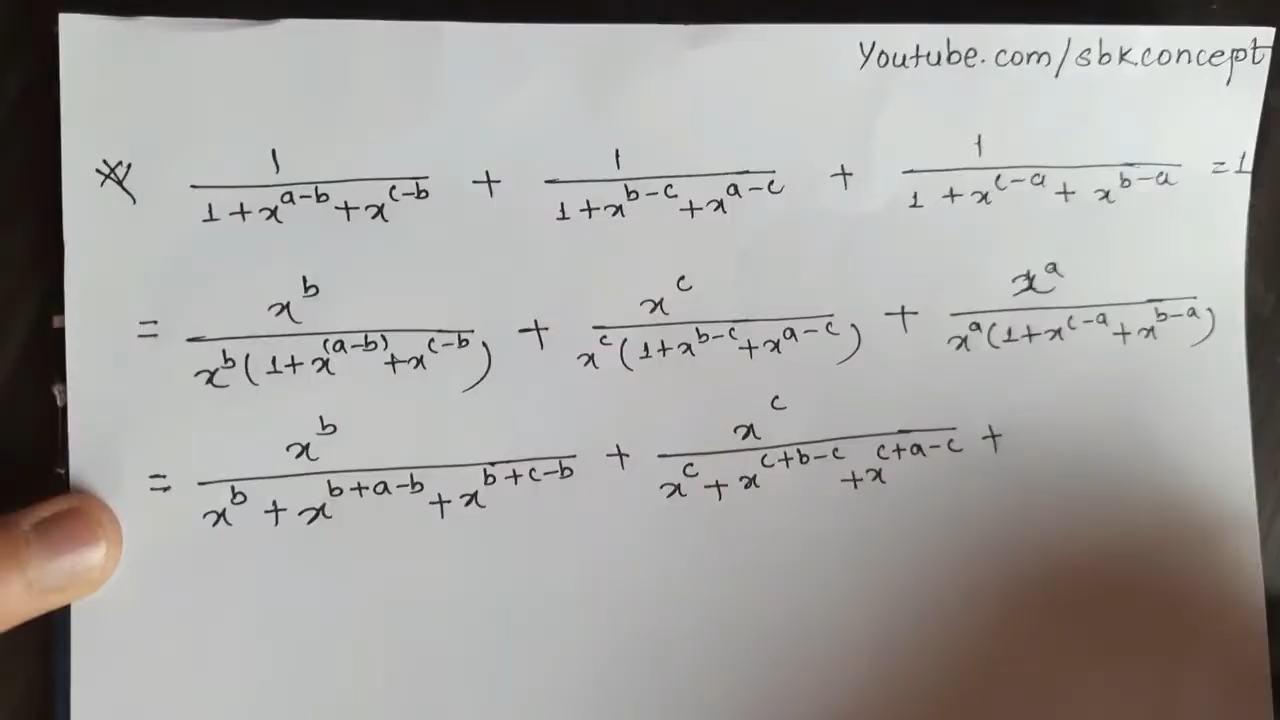 Youtube.com/sbkconcept
* 1/(1+x^(a-b)+x^(c-b)) + 1/(1+x^(b-c)+x^(a-c)) + 1/(1+x^(c-a)+x^(b-a)) =1
= x^b/(x^b(1+x^(a-b)+x^(c-b))) + x^c/(x^c(1+x^(b-c)+x^(a-c))) + x^a/(x^a(1+x^(c-a)+x^(b-a)))
= x^b/(x^b+x^(b+a-b)+x^(b+c-b)) + x^c/(x^c+x^(c+b-c)+x^(c+a-c)) +